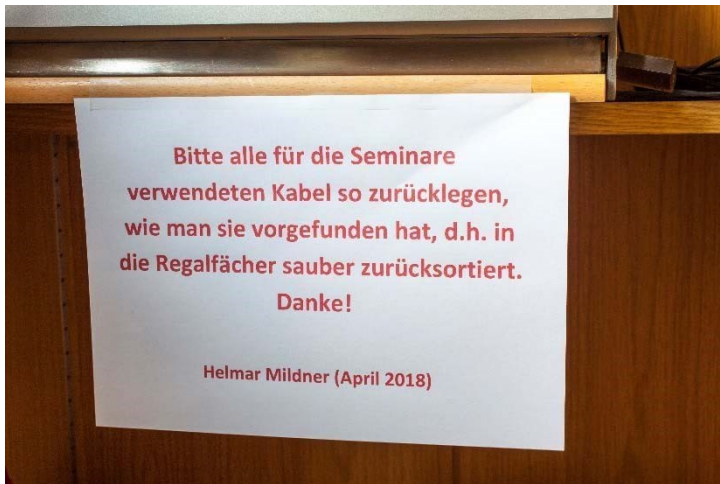 Bitte alle für die Seminare
verwendeten Kabel so zurücklegen,
wie man sie vorgefunden hat, d.h. in
die Regalfächer sauber zurücksortiert.
Danke!
Helmar Mildner (April 2018)